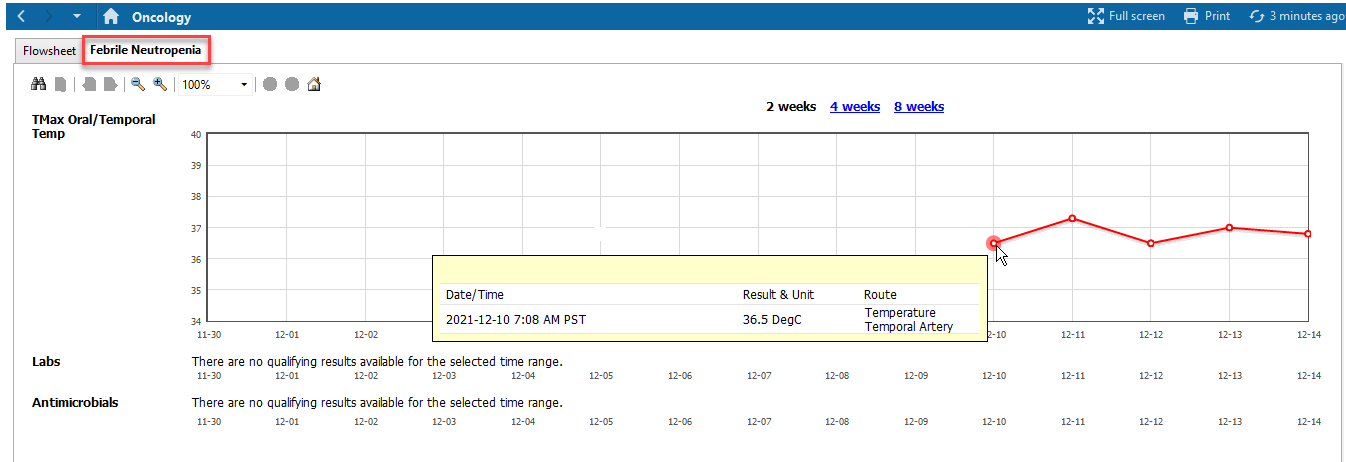 Oncology
Full screen Print 3 minutes ago
Flowsheet Febrile Neutropenia
100%
2 weeks 4 weeks 8 weeks
TMax Oral/Temporal
Temp
40
39
38
37
36
35
34
Date/Time Result & Unit Route
2021-12-10 7:08 AM PST 36.5 DegC Temperature
Temporal Artery
11-30 12-01 12-02 2-10 12-11 12-12 12-13 12-14
Labs There are no qualifying results available for the selected time range.
11-30 12-01 12-02 12-03 12-04 12-05 12-06 12-07 12-08 12-09 12-10 12-11 12-12 12-13 12-14
Antimicrobials There are no qualifying results available for the selected time range.
11-30 12-01 12-02 12-03 12-04 12-05 12-06 12-07 12-08 12-09 12-10 12-11 12-12 12-13 12-14